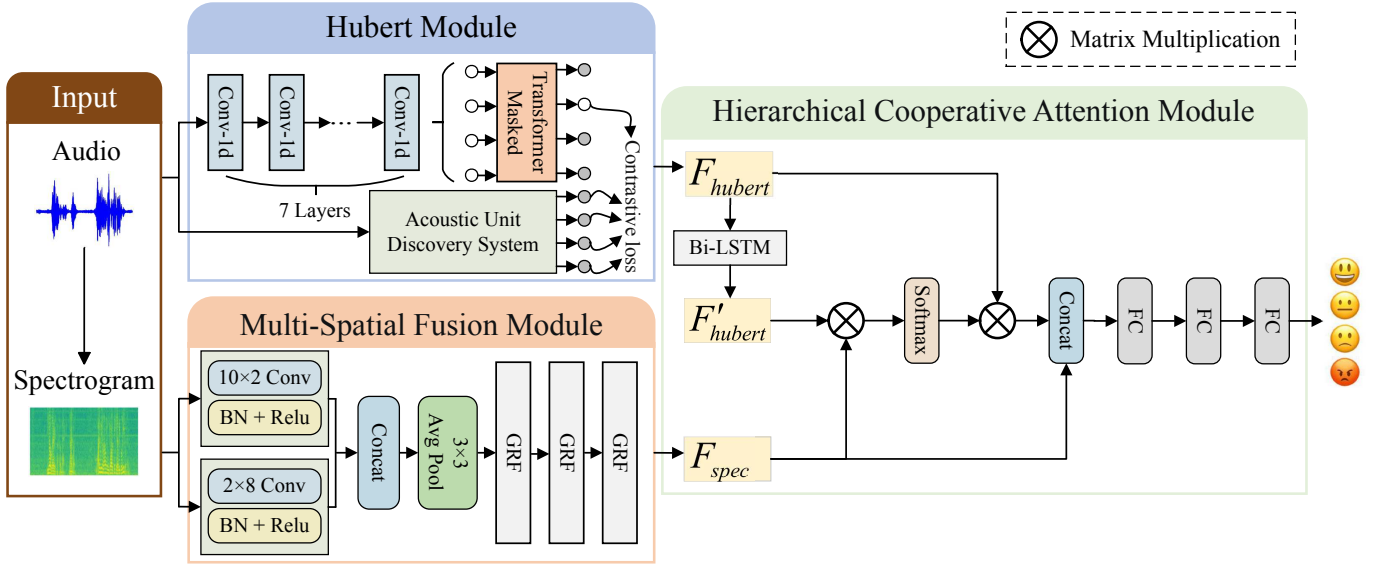 Hubert Module
Matrix Multiplication
Input
Audio
Spectrogram
Conv-1d
Conv-1d
...
Conv-1d
7 Layers
Transformer
Masked
Contrastive loss
Acoustic Unit
Discovery System
Multi-Spatial Fusion Module
10×2 Conv
BN + Relu
2×8 Conv
BN + Relu
Concat
3×3
Avg Pool
GRF
GRF
GRF
Hierarchical Cooperative Attention Module
F_hubert
Bi-LSTM
F'_hubert
F_spec
Softmax
Concat
FC
FC
FC